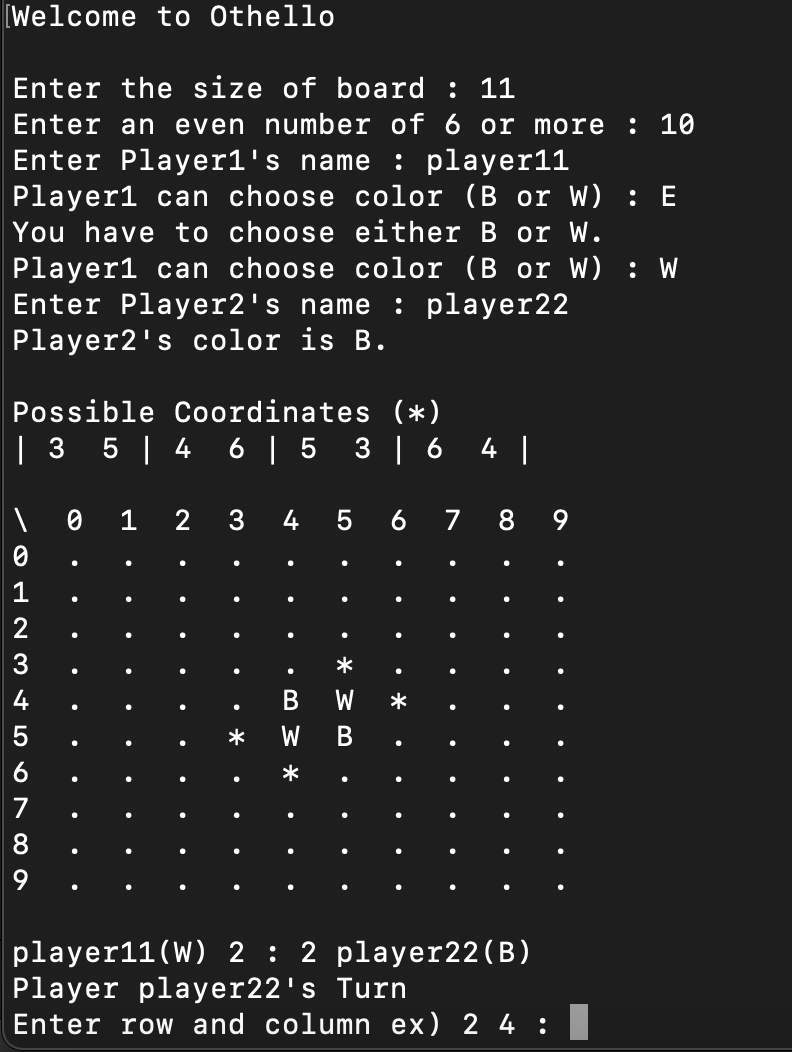 Welcome to Othello

Enter the size of board : 11
Enter an even number of 6 or more : 10
Enter Player1's name : player11
Player1 can choose color (B or W) : E
You have to choose either B or W.
Player1 can choose color (B or W) : W
Enter Player2's name : player22
Player2's color is B.

Possible Coordinates (*)
| 3  5 | 4  6 | 5  3 | 6  4 |

\  0  1  2  3  4  5  6  7  8  9
0  .  .  .  .  .  .  .  .  .  .
1  .  .  .  .  .  .  .  .  .  .
2  .  .  .  .  .  .  .  .  .  .
3  .  .  .  .  .  *  .  .  .  .
4  .  .  .  .  B  W  *  .  .  .
5  .  .  .  *  W  B  .  .  .  .
6  .  .  .  .  *  .  .  .  .  .
7  .  .  .  .  .  .  .  .  .  .
8  .  .  .  .  .  .  .  .  .  .
9  .  .  .  .  .  .  .  .  .  .

player11(W) 2 : 2 player22(B)
Player player22's Turn
Enter row and column ex) 2 4 :